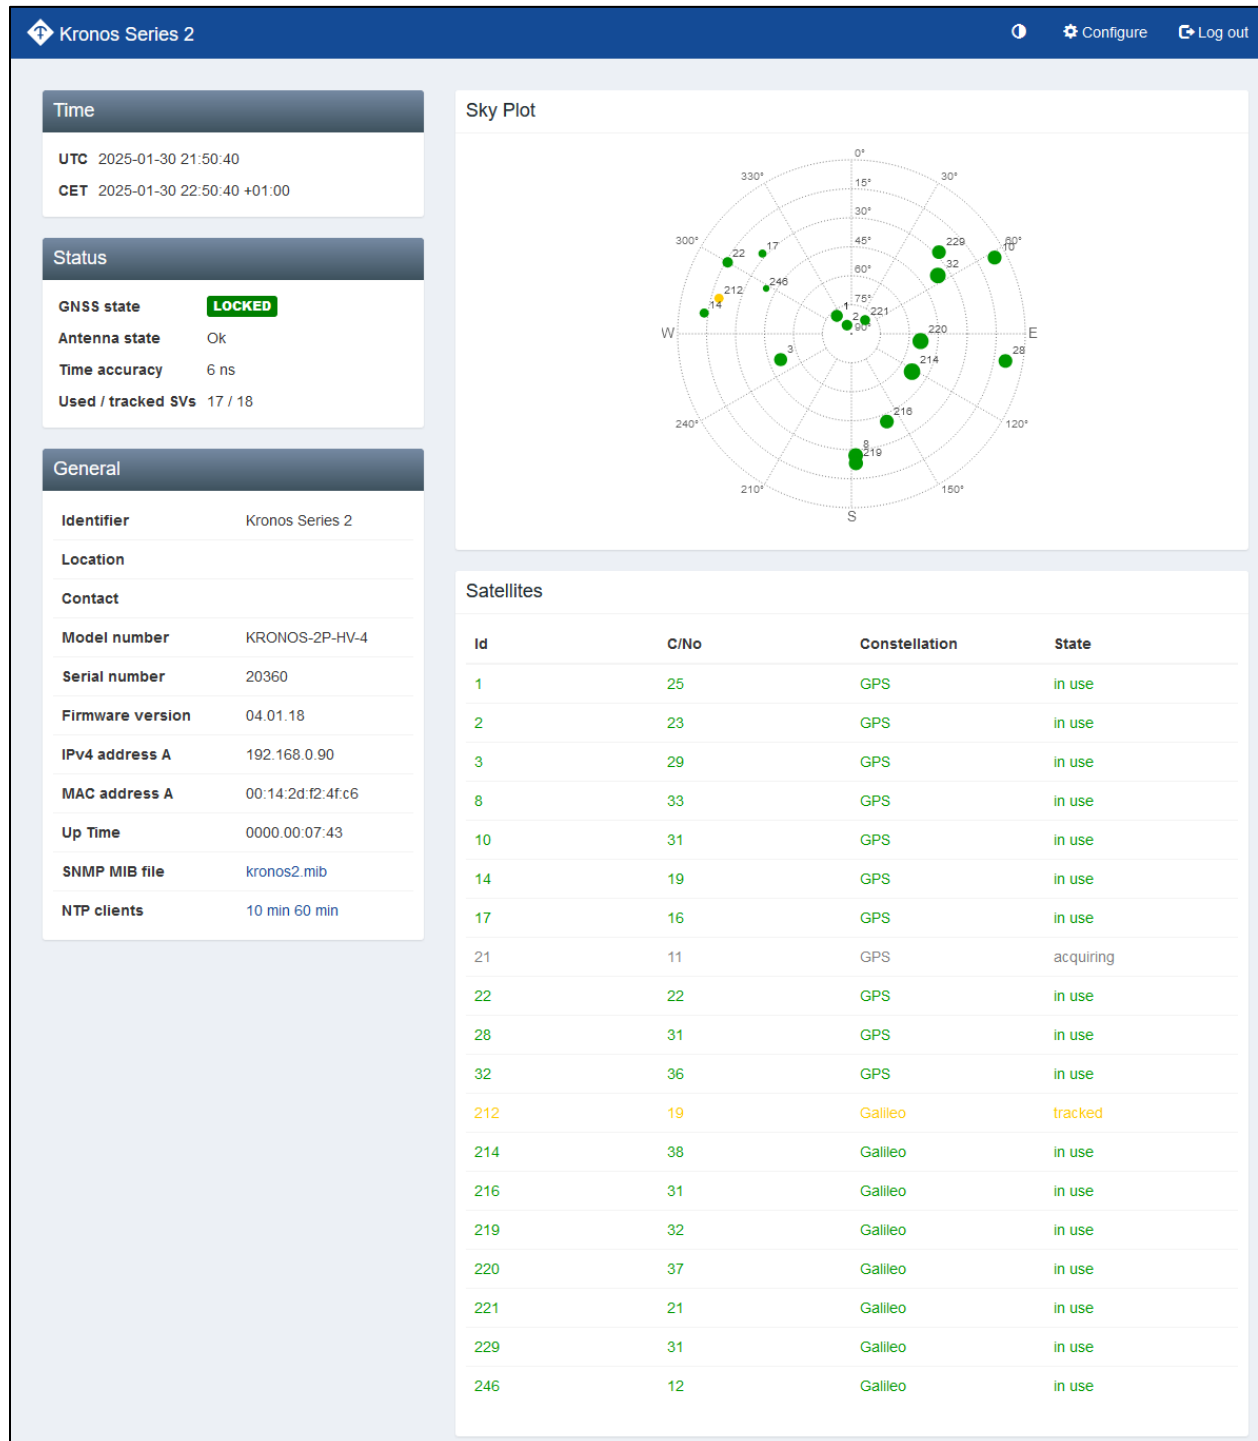 Kronos Series 2
Configure
Log out
Time
UTC 2025-01-30 21:50:40
CET 2025-01-30 22:50:40 +01:00
Status
GNSS state LOCKED
Antenna state Ok
Time accuracy 6 ns
Used / tracked SVs 17 / 18
General
Identifier Kronos Series 2
Location
Contact
Model number KRONOS-2P-HV-4
Serial number 20360
Firmware version 04.01.18
IPv4 address A 192.168.0.90
MAC address A 00:14:2d:f2:4f:c6
Up Time 0000.00:07:43
SNMP MIB file kronos2.mib
NTP clients 10 min 60 min
Sky Plot
0°
330° 15° 30°
30°
300° 22 17 45° 229 60° 10
246 60° 32
212 14 75° 1 2 221
W 90° 220 E
3 214 28
240° 216 120°
8
219
210° 150°
S
Satellites
Id C/No Constellation State
1 25 GPS in use
2 23 GPS in use
3 29 GPS in use
8 33 GPS in use
10 31 GPS in use
14 19 GPS in use
17 16 GPS in use
21 11 GPS acquiring
22 22 GPS in use
28 31 GPS in use
32 36 GPS in use
212 19 Galileo tracked
214 38 Galileo in use
216 31 Galileo in use
219 32 Galileo in use
220 37 Galileo in use
221 21 Galileo in use
229 31 Galileo in use
246 12 Galileo in use